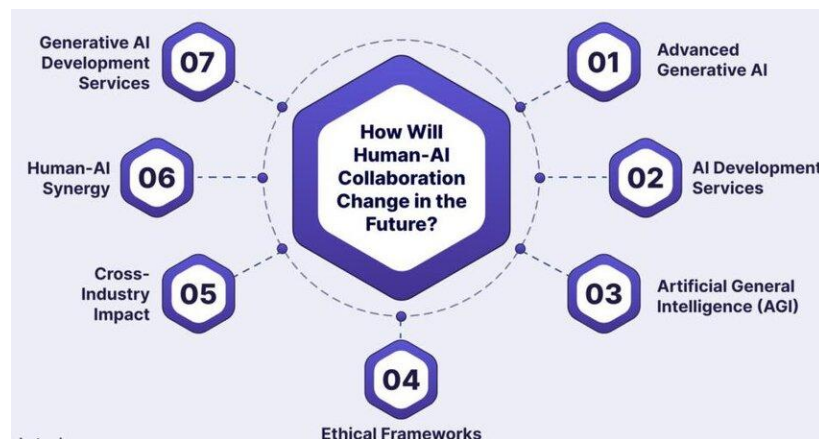 How Will
Human-AI
Collaboration
Change in the
Future?
01
Advanced
Generative AI
02
AI Development
Services
03
Artificial General
Intelligence (AGI)
04
Ethical Frameworks
05
Cross-
Industry
Impact
06
Human-AI
Synergy
07
Generative AI
Development
Services